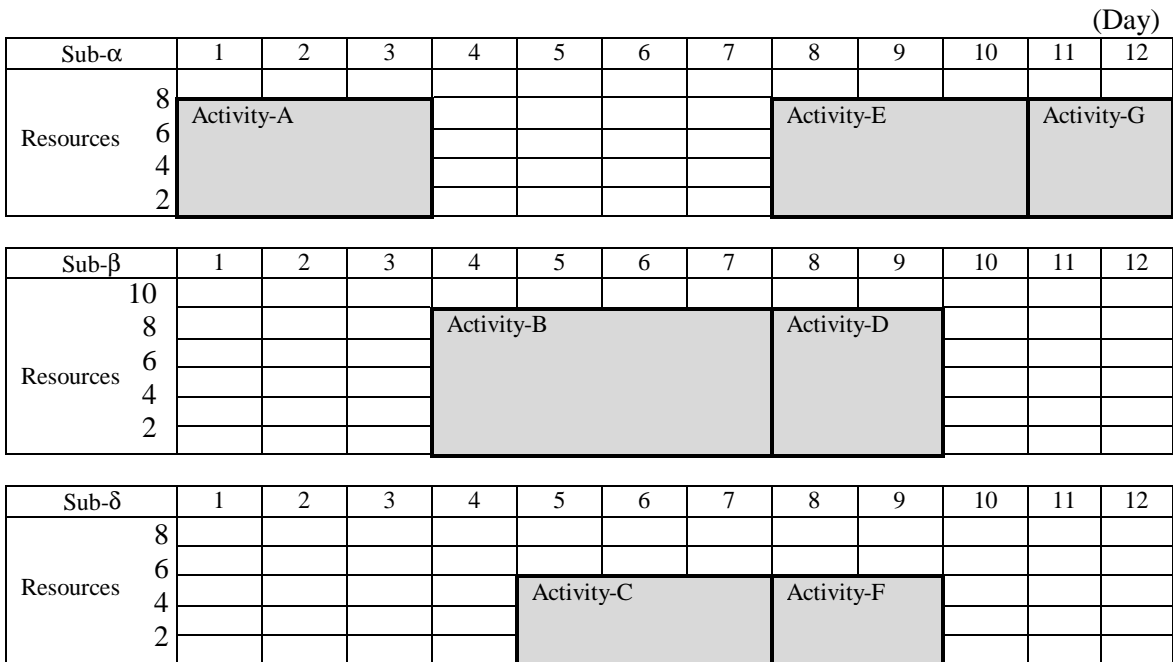 (Day)
Sub-α 1 2 3 4 5 6 7 8 9 10 11 12
8
Activity-A Activity-E Activity-G
Resources 6
4
2
Sub-β 1 2 3 4 5 6 7 8 9 10 11 12
10
8 Activity-B Activity-D
6
Resources
4
2
Sub-δ 1 2 3 4 5 6 7 8 9 10 11 12
8
6
Resources Activity-C Activity-F
4
2